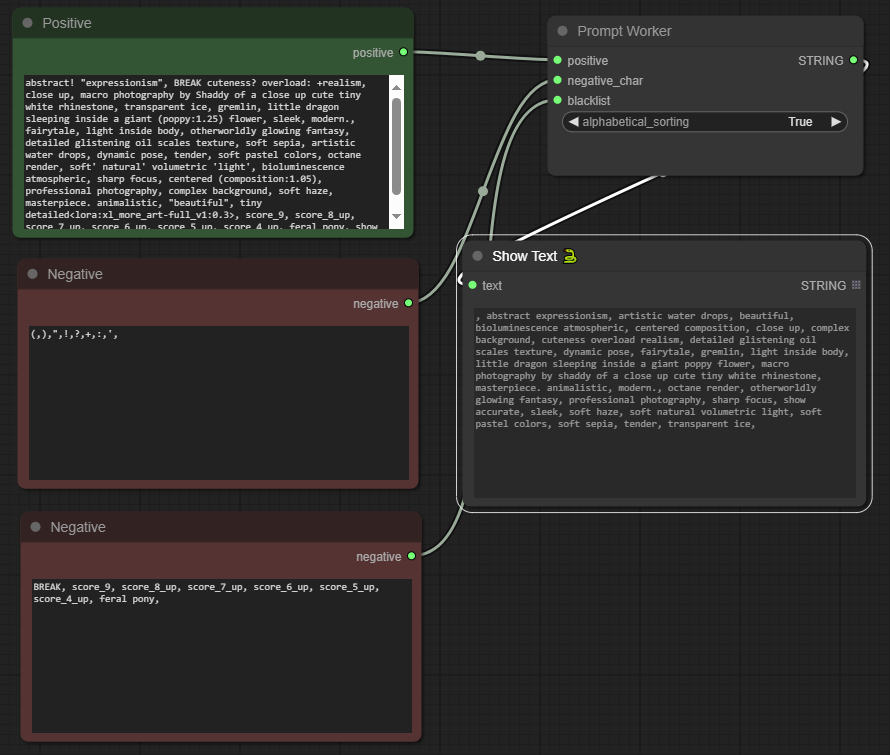 Positive
positive
abstract! "expressionism", BREAK cuteness? overload: +realism,
close up, macro photography by Shaddy of a close up cute tiny
white rhinestone, transparent ice, gremlin, little dragon
sleeping inside a giant (poppy:1.25) flower, sleek, modern.,
fairytale, light inside body, otherworldly glowing fantasy,
detailed glistening oil scales texture, soft sepia, artistic
water drops, dynamic pose, tender, soft pastel colors, octane
render, soft' natural' volumetric 'light', bioluminescence
atmospheric, sharp focus, centered (composition:1.05),
professional photography, complex background, soft haze,
masterpiece. animalistic, "beautiful", tiny
detailed<lora:xl_more_art-full_v1:0.3>, score_9, score_8_up,
score_7_up, score_6_up, score_5_up, score_4_up, feral pony, show
Prompt Worker
positive
STRING
negative_char
blacklist
alphabetical_sorting
True
Negative
negative
(,),",!,?,+,:,',
Show Text
text
STRING
, abstract expressionism, artistic water drops, beautiful,
bioluminescence atmospheric, centered composition, close up, complex
background, cuteness overload realism, detailed glistening oil
scales texture, dynamic pose, fairytale, gremlin, light inside body,
little dragon sleeping inside a giant poppy flower, macro
photography by shaddy of a close up cute tiny white rhinestone,
masterpiece. animalistic, modern., octane render, otherworldly
glowing fantasy, professional photography, sharp focus, show
accurate, sleek, soft haze, soft natural volumetric light, soft
pastel colors, soft sepia, tender, transparent ice,
Negative
negative
BREAK, score_9, score_8_up, score_7_up, score_6_up, score_5_up,
score_4_up, feral pony,